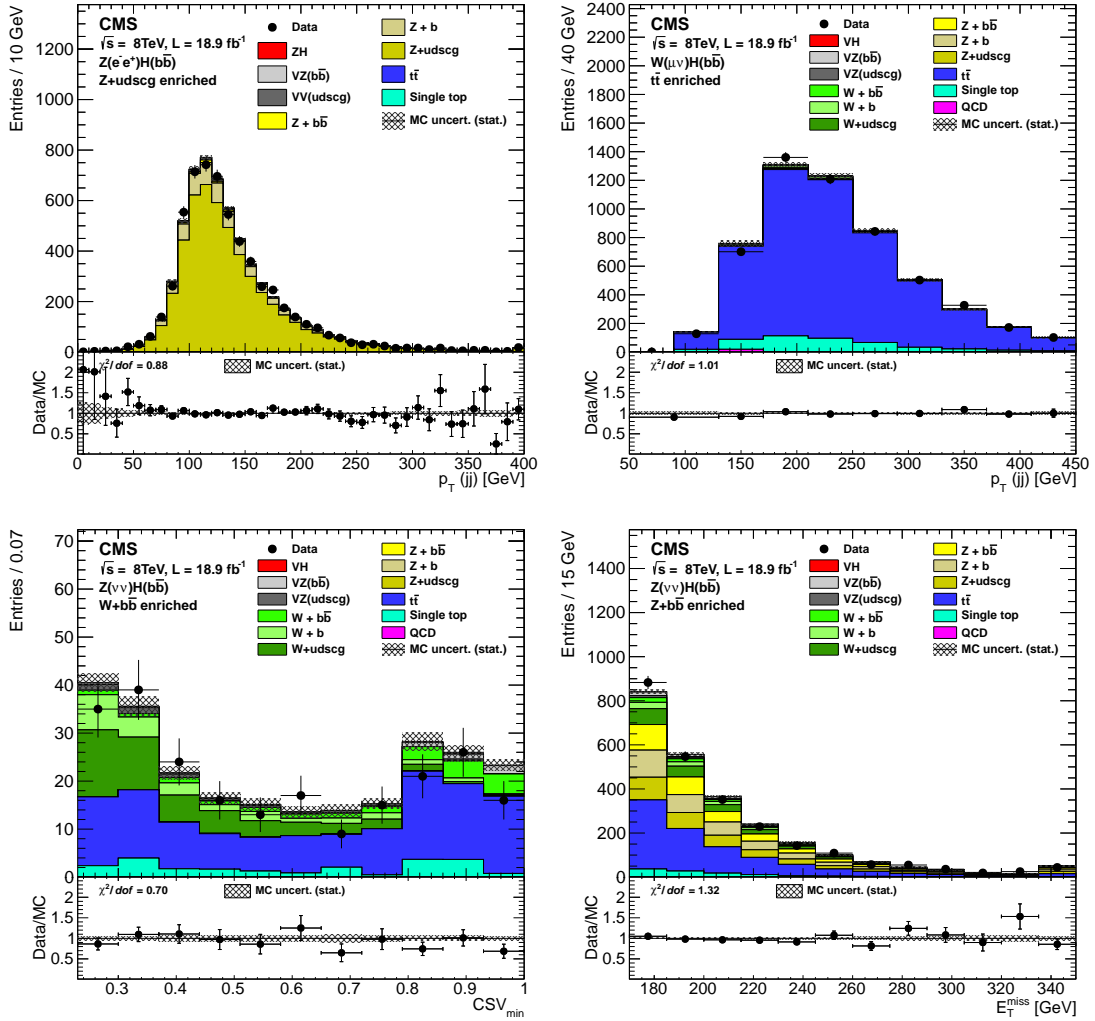 CMS
√s = 8TeV, L = 18.9 fb⁻¹
Z(e⁻e⁺)H(bb̄)
Z+udscg enriched
Data
ZH
VZ(bb̄)
VV(udscg)
Z + bb̄
Z + b
Z+udscg
tt̄
Single top
MC uncert. (stat.)
Entries / 10 GeV
1200
1000
800
600
400
200
0
χ²/ dof = 0.88
MC uncert. (stat.)
Data/MC
2
1.5
1
0.5
0 50 100 150 200 250 300 350 400
p_T (jj) [GeV]
CMS
√s = 8TeV, L = 18.9 fb⁻¹
W(μν)H(bb̄)
tt̄ enriched
Data
VH
VZ(bb̄)
VZ(udscg)
W + bb̄
W + b
W+udscg
Z + bb̄
Z + b
Z+udscg
tt̄
Single top
QCD
MC uncert. (stat.)
Entries / 40 GeV
2400
2200
2000
1800
1600
1400
1200
1000
800
600
400
200
0
χ²/ dof = 1.01
MC uncert. (stat.)
Data/MC
2
1.5
1
0.5
50 100 150 200 250 300 350 400 450
p_T (jj) [GeV]
CMS
√s = 8TeV, L = 18.9 fb⁻¹
Z(νν)H(bb̄)
W+bb̄ enriched
Data
VH
VZ(bb̄)
VZ(udscg)
W + bb̄
W + b
W+udscg
Z + bb̄
Z + b
Z+udscg
tt̄
Single top
QCD
MC uncert. (stat.)
Entries / 0.07
70
60
50
40
30
20
10
0
χ²/ dof = 0.70
MC uncert. (stat.)
Data/MC
2
1.5
1
0.5
0.3 0.4 0.5 0.6 0.7 0.8 0.9 1
CSV_min
CMS
√s = 8TeV, L = 18.9 fb⁻¹
Z(νν)H(bb̄)
Z+bb̄ enriched
Data
VH
VZ(bb̄)
VZ(udscg)
W + bb̄
W + b
W+udscg
Z + bb̄
Z + b
Z+udscg
tt̄
Single top
QCD
MC uncert. (stat.)
Entries / 15 GeV
1400
1200
1000
800
600
400
200
0
χ²/ dof = 1.32
MC uncert. (stat.)
Data/MC
2
1.5
1
0.5
180 200 220 240 260 280 300 320 340
E_T^miss [GeV]